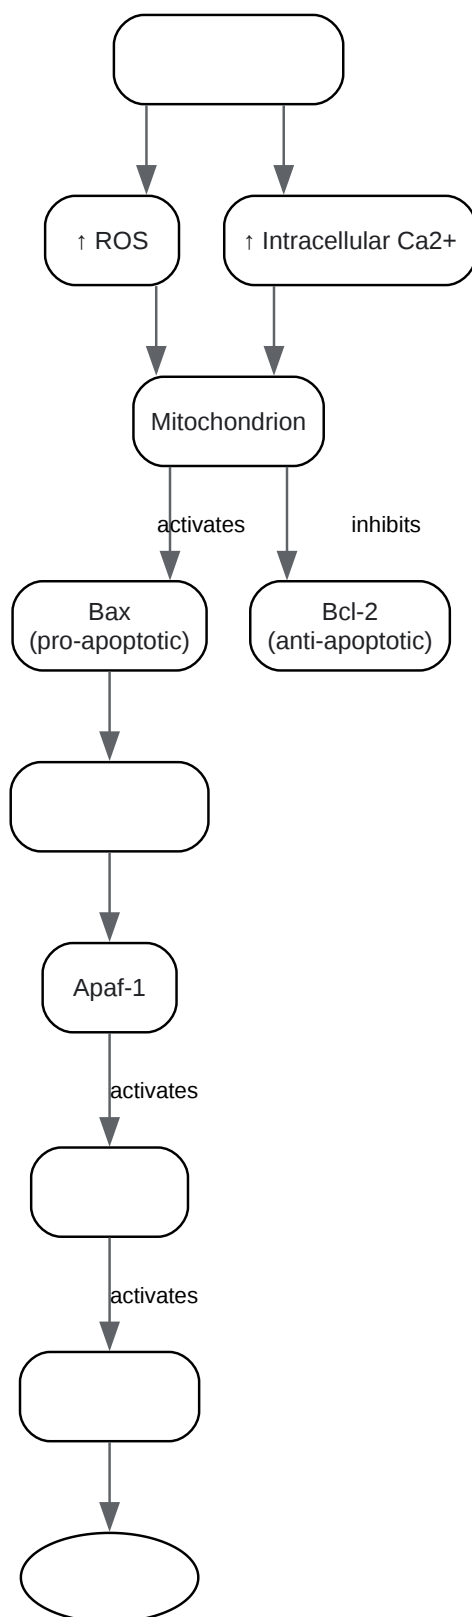 ↑ ROS
↑ Intracellular Ca2+
Mitochondrion
activates
inhibits
Bax
(pro-apoptotic)
Bcl-2
(anti-apoptotic)
Apaf-1
activates
activates